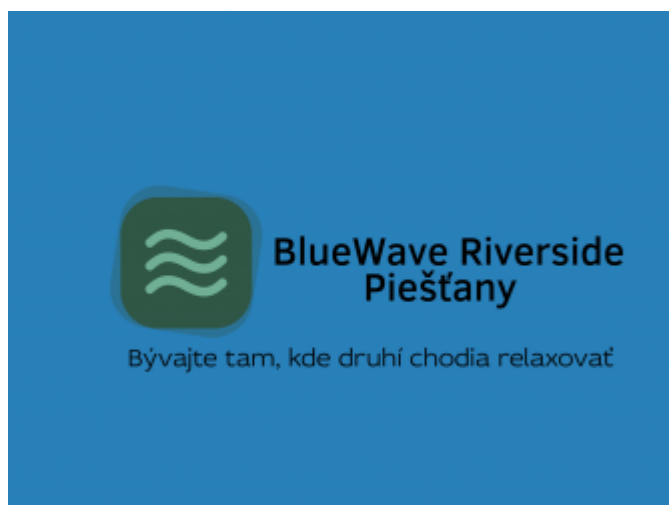 BlueWave Riverside
Piešťany
Bývajte tam, kde druhí chodia relaxovať